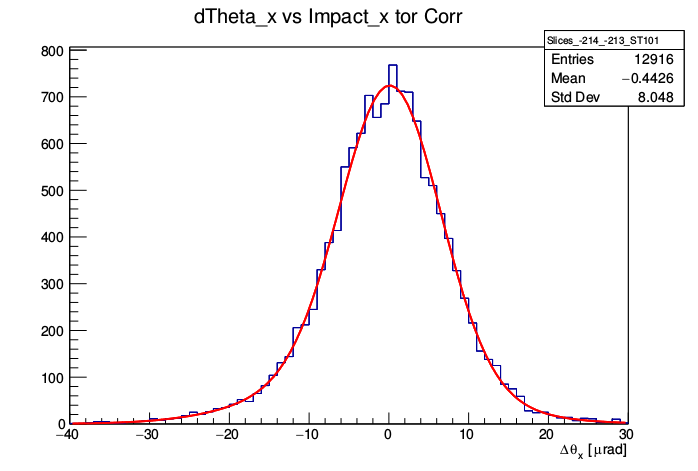 dTheta_x vs Impact_x tor Corr
Slices_-214_-213_ST101
Entries 12916
Mean −0.4426
Std Dev 8.048
800
700
600
500
400
300
200
100
0
−40 −30 −20 −10 0 10 20 30
Δθx [μrad]